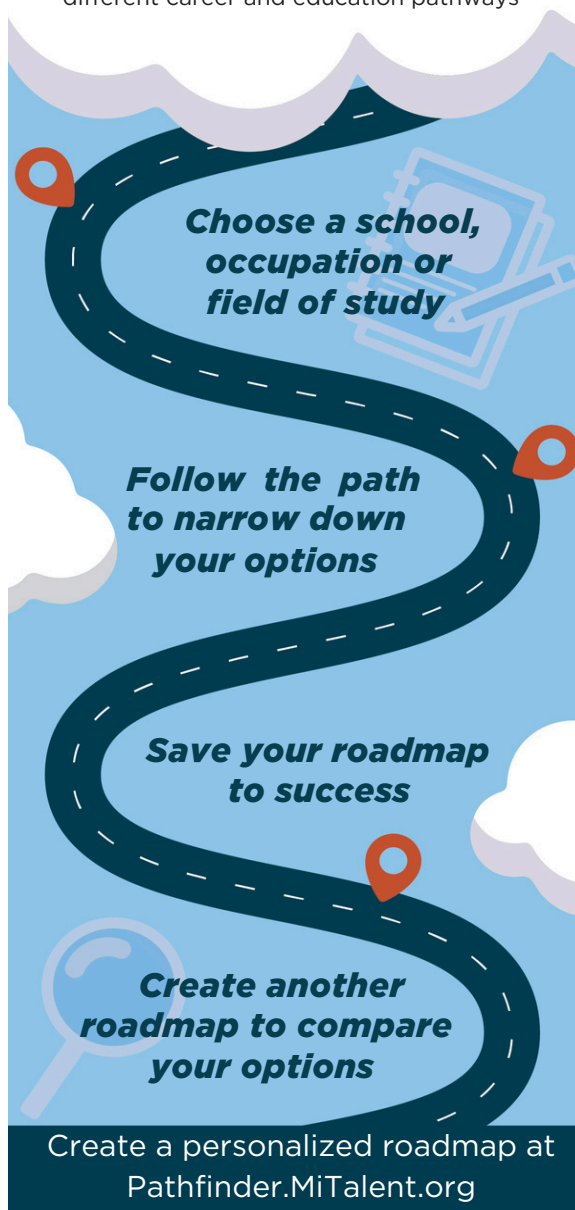 different career and education pathways
Choose a school,
occupation or
field of study
Follow the path
to narrow down
your options
Save your roadmap
to success
Create another
roadmap to compare
your options
Create a personalized roadmap at
Pathfinder.MiTalent.org